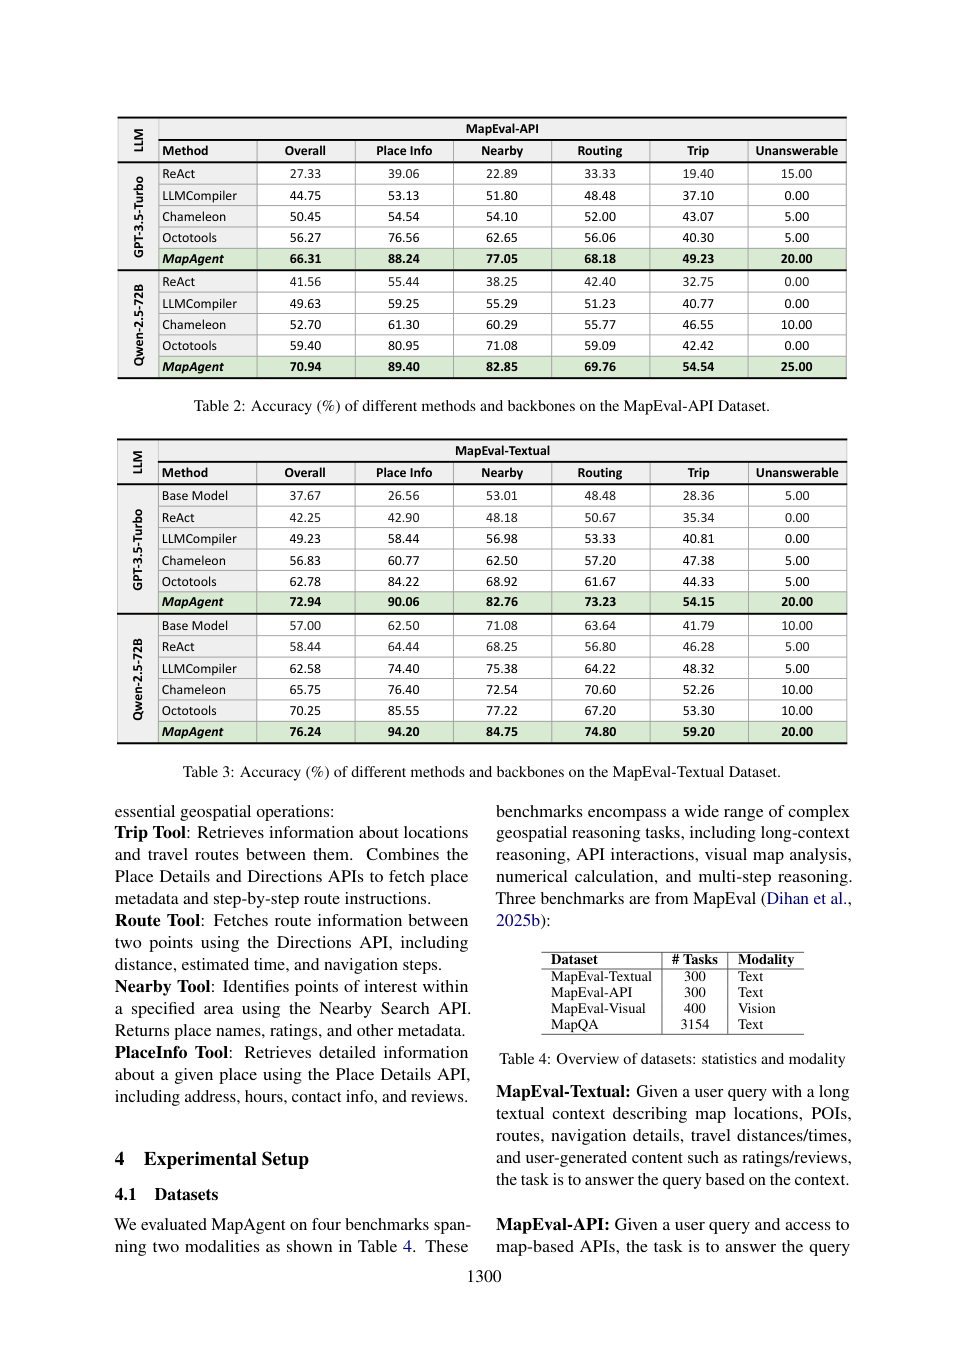 LLM MapEval-API
Method Overall Place Info Nearby Routing Trip Unanswerable
GPT-3.5-Turbo
ReAct 27.33 39.06 22.89 33.33 19.40 15.00
LLMCompiler 44.75 53.13 51.80 48.48 37.10 0.00
Chameleon 50.45 54.54 54.10 52.00 43.07 5.00
Octotools 56.27 76.56 62.65 56.06 40.30 5.00
MapAgent 66.31 88.24 77.05 68.18 49.23 20.00
Qwen-2.5-72B
ReAct 41.56 55.44 38.25 42.40 32.75 0.00
LLMCompiler 49.63 59.25 55.29 51.23 40.77 0.00
Chameleon 52.70 61.30 60.29 55.77 46.55 10.00
Octotools 59.40 80.95 71.08 59.09 42.42 0.00
MapAgent 70.94 89.40 82.85 69.76 54.54 25.00
Table 2: Accuracy (%) of different methods and backbones on the MapEval-API Dataset.
LLM MapEval-Textual
Method Overall Place Info Nearby Routing Trip Unanswerable
GPT-3.5-Turbo
Base Model 37.67 26.56 53.01 48.48 28.36 5.00
ReAct 42.25 42.90 48.18 50.67 35.34 0.00
LLMCompiler 49.23 58.44 56.98 53.33 40.81 0.00
Chameleon 56.83 60.77 62.50 57.20 47.38 5.00
Octotools 62.78 84.22 68.92 61.67 44.33 5.00
MapAgent 72.94 90.06 82.76 73.23 54.15 20.00
Qwen-2.5-72B
Base Model 57.00 62.50 71.08 63.64 41.79 10.00
ReAct 58.44 64.44 68.25 56.80 46.28 5.00
LLMCompiler 62.58 74.40 75.38 64.22 48.32 5.00
Chameleon 65.75 76.40 72.54 70.60 52.26 10.00
Octotools 70.25 85.55 77.22 67.20 53.30 10.00
MapAgent 76.24 94.20 84.75 74.80 59.20 20.00
Table 3: Accuracy (%) of different methods and backbones on the MapEval-Textual Dataset.
essential geospatial operations:
Trip Tool: Retrieves information about locations
and travel routes between them. Combines the
Place Details and Directions APIs to fetch place
metadata and step-by-step route instructions.
Route Tool: Fetches route information between
two points using the Directions API, including
distance, estimated time, and navigation steps.
Nearby Tool: Identifies points of interest within
a specified area using the Nearby Search API.
Returns place names, ratings, and other metadata.
PlaceInfo Tool: Retrieves detailed information
about a given place using the Place Details API,
including address, hours, contact info, and reviews.
4 Experimental Setup
4.1 Datasets
We evaluated MapAgent on four benchmarks span-
ning two modalities as shown in Table 4. These
benchmarks encompass a wide range of complex
geospatial reasoning tasks, including long-context
reasoning, API interactions, visual map analysis,
numerical calculation, and multi-step reasoning.
Three benchmarks are from MapEval (Dihan et al.,
2025b):
Dataset # Tasks Modality
MapEval-Textual 300 Text
MapEval-API 300 Text
MapEval-Visual 400 Vision
MapQA 3154 Text
Table 4: Overview of datasets: statistics and modality
MapEval-Textual: Given a user query with a long
textual context describing map locations, POIs,
routes, navigation details, travel distances/times,
and user-generated content such as ratings/reviews,
the task is to answer the query based on the context.
MapEval-API: Given a user query and access to
map-based APIs, the task is to answer the query
1300